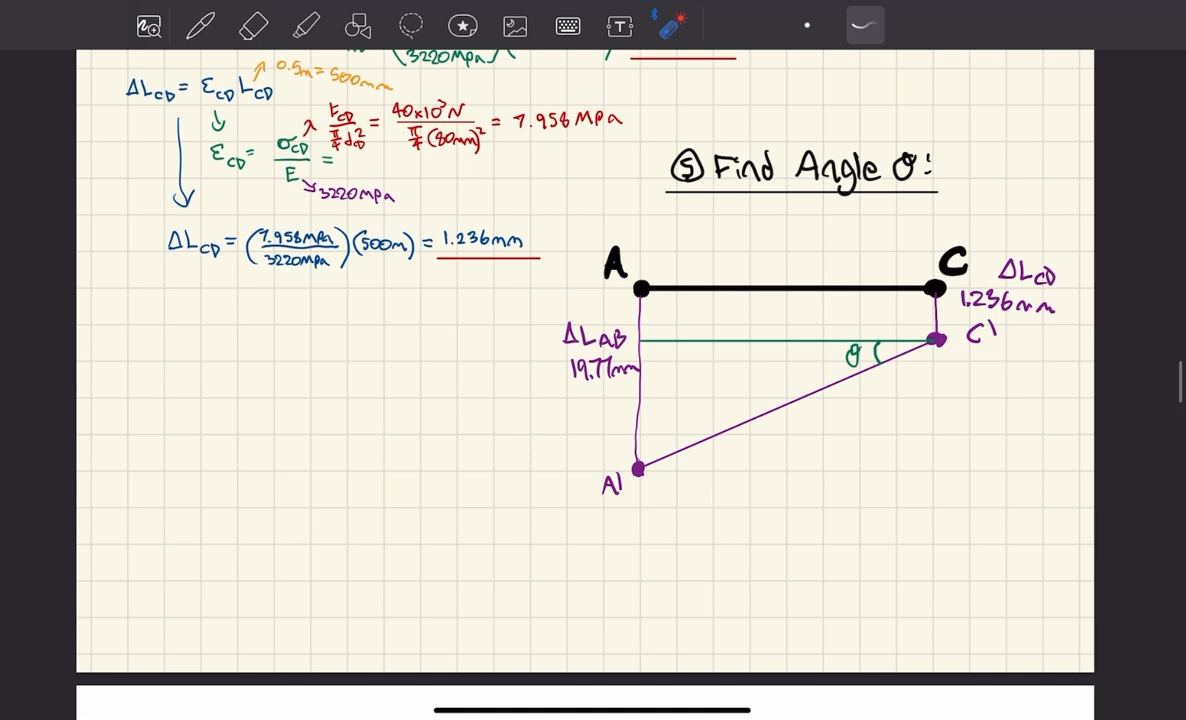 (3220MPa)(
ΔL_CD = ε_CD L_CD
0.5m = 500mm
ε_CD = σ_CD / E =
F_CD / (π/4 d_CD²) = 40×10³N / (π/4 (80mm)²) = 7.958 MPa
3220MPa
ΔL_CD = (7.958MPa / 3220MPa)(500m) = 1.236mm
⑤ Find Angle θ:
A
C
ΔL_CD
1.236mm
C'
ΔL_AB
19.77mm
θ
A'